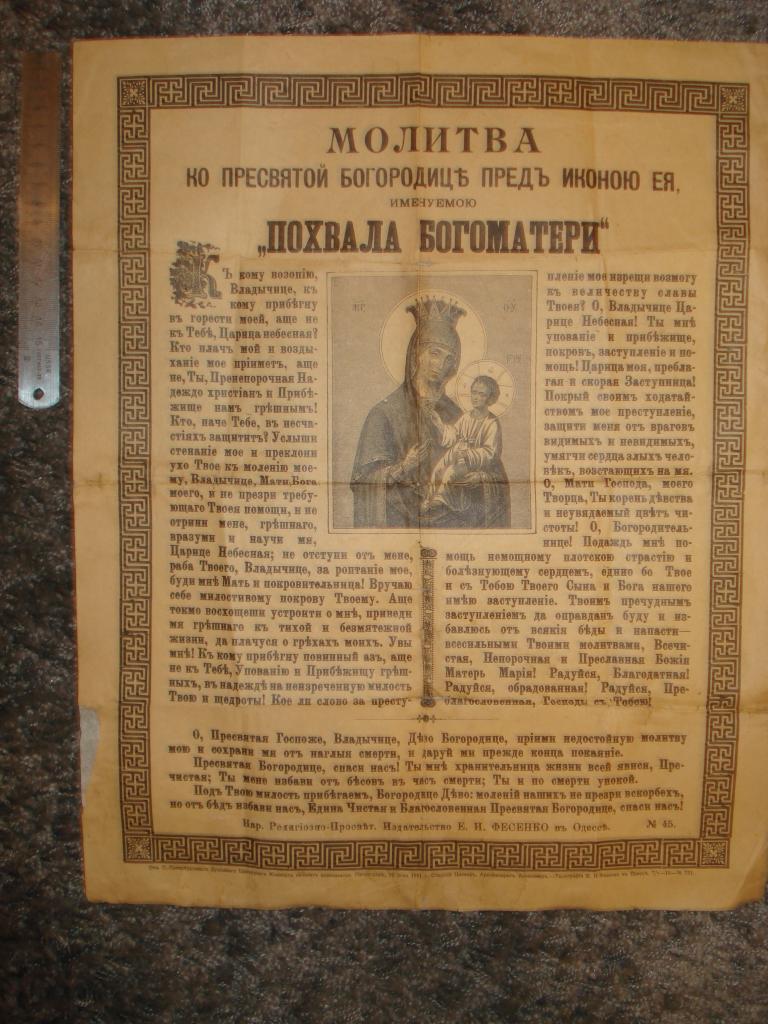 МОЛИТВА
КО ПРЕСВЯТОЙ БОГОРОДИЦѢ ПРЕДЪ ИКОНОЮ ЕЯ,
ИМЕНУЕМОЮ
„ПОХВАЛА БОГОМАТЕРИ“
Къ кому возопію,
Владычице, къ
кому прибѣгну
въ горести моей, аще не
къ Тебѣ, Царица небесная?
Кто плачъ мой и возды-
ханіе мое пріиметъ, аще
не, Ты, Пренепорочная На-
деждо христіанъ и Прибѣ-
жище намъ грѣшнымъ!
Кто, паче Тебе, въ несча-
стіяхъ защититъ? Услыши
стенаніе мое и преклони
ухо Твое къ моленію мое-
му, Владычице, Мати Бога
моего, и не презри требу-
ющаго Твоея помощи, и не
отрини мене, грѣшнаго,
вразуми и научи мя,
Царице Небесная; не отступи отъ мене,
раба Твоего, Владычице, за роптаніе мое,
буди мнѣ Мать и покровительница! Вручаю
себе милостивому покрову Твоему. Аще
токмо восхощеши устроити о мнѣ, приведи
мя грѣшнаго къ тихой и безмятежной
жизни, да плачуся о грѣхахъ моихъ. Увы
мнѣ! Къ кому прибѣгну повинный азъ, аще
не къ Тебѣ, Упованію и Прибѣжищу грѣш-
ныхъ, въ надеждѣ на неизреченную милость
Твою и щедроты! Кое ли слово за престу-
пленіе мое изрещи возмогу
къ величеству славы
Твоея? О, Владычице Ца-
рице Небесная! Ты мнѣ
упованіе и прибѣжище,
покровъ, заступленіе и по-
мощь! Царица моя, преблa-
гая и скорая Заступница!
Покрый своимъ ходатай-
ствомъ мое преступленіе,
защити меня отъ враговъ
видимыхъ и невидимыхъ,
умягчи сердца злыхъ чело-
вѣкъ, возстающихъ на мя.
О, Мати Господа, моего
Творца, Ты корень дѣвства
и неувядаемый цвѣтъ чи-
стоты! О, Богородитель-
нице! Подаждь мнѣ по-
мощь немощному плотскою страстію и
болѣзнующему сердцемъ, едино бо Твое
и съ Тобою Твоего Сына и Бога нашего
имѣю заступленіе. Твоимъ пречуднымъ
заступленіемъ да оправданъ буду и из-
бавлюсь отъ всякія бѣды и напасти—
всесильными Твоими молитвами, Всечи-
стая, Непорочная и Преславная Божія
Матерь Марія! Радуйся, Благодатная!
Радуйся, обрадованная! Радуйся, Пре-
благословенная, Господь съ Тобою!
О, Пресвятая Госпоже, Владычице, Дѣво Богородице, пріими недостойную молитву
мою и сохрани мя отъ наглыя смерти, и даруй ми прежде конца покаяніе.
Пресвятая Богородице, спаси насъ! Ты мнѣ хранительница жизни всей явися, Пре-
чистая; Ты мене избави отъ бѣсовъ въ часъ смерти; Ты и по смерти упокой.
Подъ Твою милость прибѣгаемъ, Богородице Дѣво: моленій нашихъ не презри вскорбехъ,
но отъ бѣдъ избави насъ, Едина Чистая и Благословенная Пресвятая Богородице, спаси насъ!
Нар. Религіозно-Просвѣт. Издательство Е. И. ФЕСЕНКО въ Одессѣ. № 45.